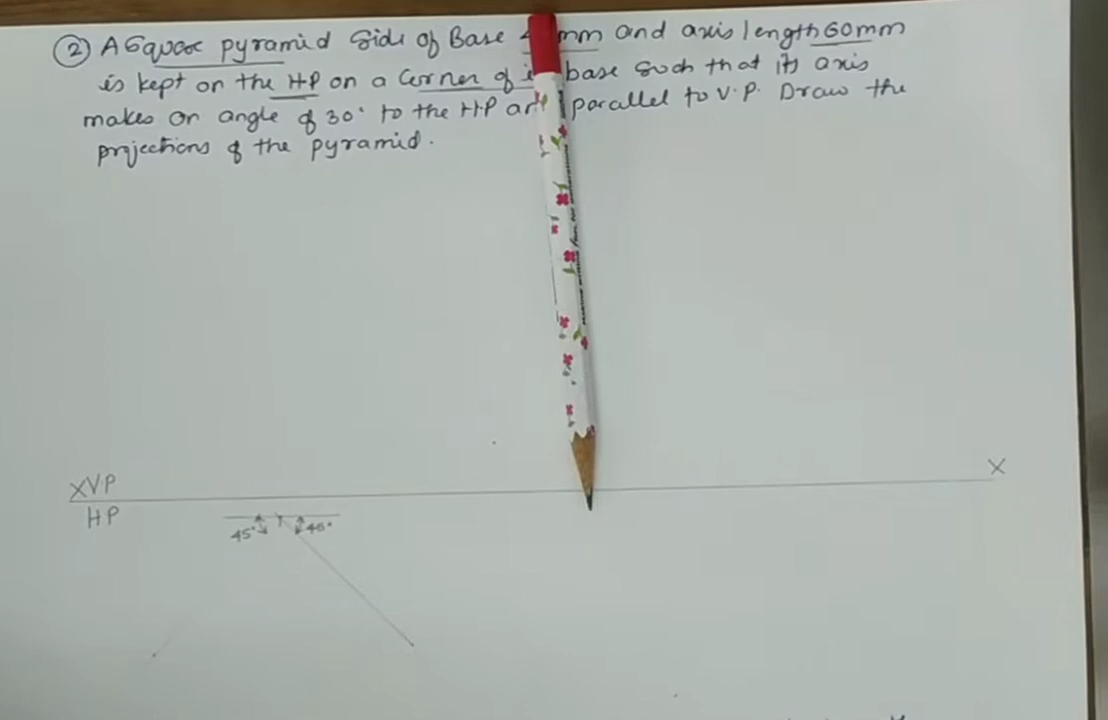 ② A Square pyramid Side of Base mm and axis length 60mm
is kept on the HP on a Corner of base Such that its axis
makes an angle of 30° to the HP and parallel to V.P. Draw the
projections of the pyramid.
XVP X
HP
45° 45°